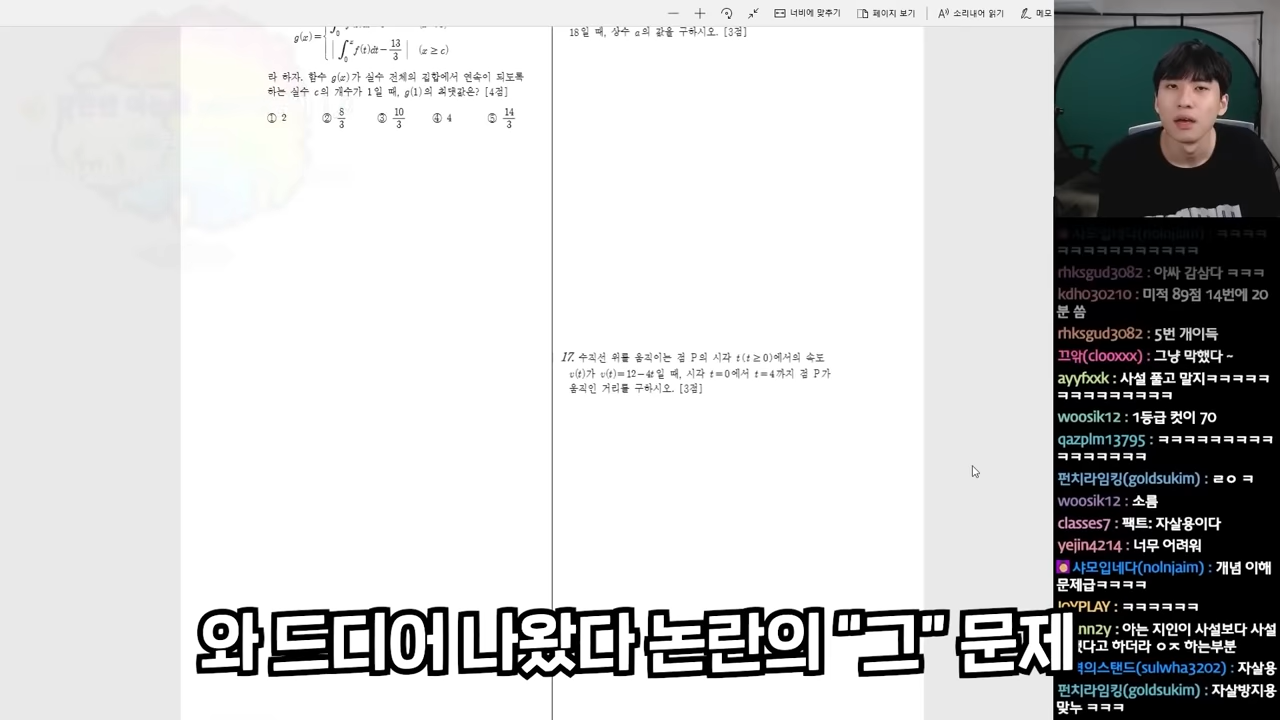 너비에 맞추기
페이지 보기
소리내어 읽기
메모
18일 때, 상수 a의 값을 구하시오. [3점]
g(x)={
|∫₀ˣ f(t)dt − 13/3| (x ≥ c)
라 하자. 함수 g(x)가 실수 전체의 집합에서 연속이 되도록
하는 실수 c의 개수가 1일 때, g(1)의 최댓값은? [4점]
① 2 ② 8/3 ③ 10/3 ④ 4 ⑤ 14/3
17. 수직선 위를 움직이는 점 P의 시각 t(t≥0)에서의 속도
v(t)가 v(t)=12−4t일 때, 시각 t=0에서 t=4까지 점 P가
움직인 거리를 구하시오. [3점]
ㅋㅋㅋㅋㅋㅋㅋㅋㅋㅋㅋ
rhksgud3082 : 아싸 감삼다 ㅋㅋㅋ
kdh030210 : 미적 89점 14번에 20
분 씀
rhksgud3082 : 5번 개이득
끄앆(clooxxx) : 그냥 막했다 ~
ayyfxxk : 사설 풀고 말지ㅋㅋㅋㅋㅋ
ㅋㅋㅋㅋㅋㅋㅋㅋㅋ
woosik12 : 1등급 컷이 70
qazplm13795 : ㅋㅋㅋㅋㅋㅋㅋㅋㅋ
ㅋㅋㅋㅋㅋㅋㅋ
펀치라임킹(goldsukim) : ㄹㅇ ㅋ
woosik12 : 소름
classes7 : 팩트: 자살용이다
yejin4214 : 너무 어려워
샤모입네다(nolnjaim) : 개념 이해
문제급ㅋㅋㅋㅋ
JOYPLAY : ㅋㅋㅋㅋㅋㅋ
nn2y : 아는 지인이 사설보다 사설
했다고 하더라 ㅇㅈ 하는부분
역의스탠드(sulwha3202) : 자살용
펀치라임킹(goldsukim) : 자살방지용
맞누 ㅋㅋㅋ
와 드디어 나왔다 논란의 "그" 문제